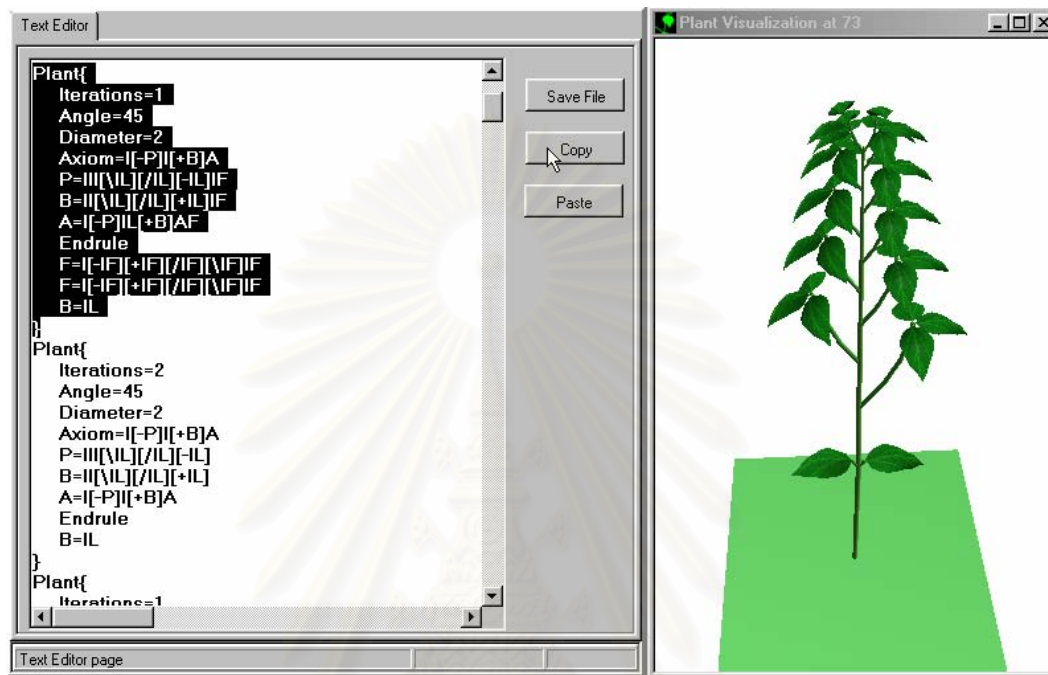 Text Editor
Plant{
Iterations=1
Angle=45
Diameter=2
Axiom=I[-P]I[+B]A
P=III[\IL][/IL][-IL]IF
B=II[\IL][/IL][+IL]IF
A=I[-P]IL[+B]AF
Endrule
F=I[-IF][+IF][/IF][\IF]IF
F=I[-IF][+IF][/IF][\IF]IF
B=IL
}
Plant{
Iterations=2
Angle=45
Diameter=2
Axiom=I[-P]I[+B]A
P=III[\IL][/IL][-IL]
B=II[\IL][/IL][+IL]
A=I[-P]I[+B]A
Endrule
B=IL
}
Plant{
Iterations=1
Save File
Copy
Paste
Text Editor page
Plant Visualization at 73